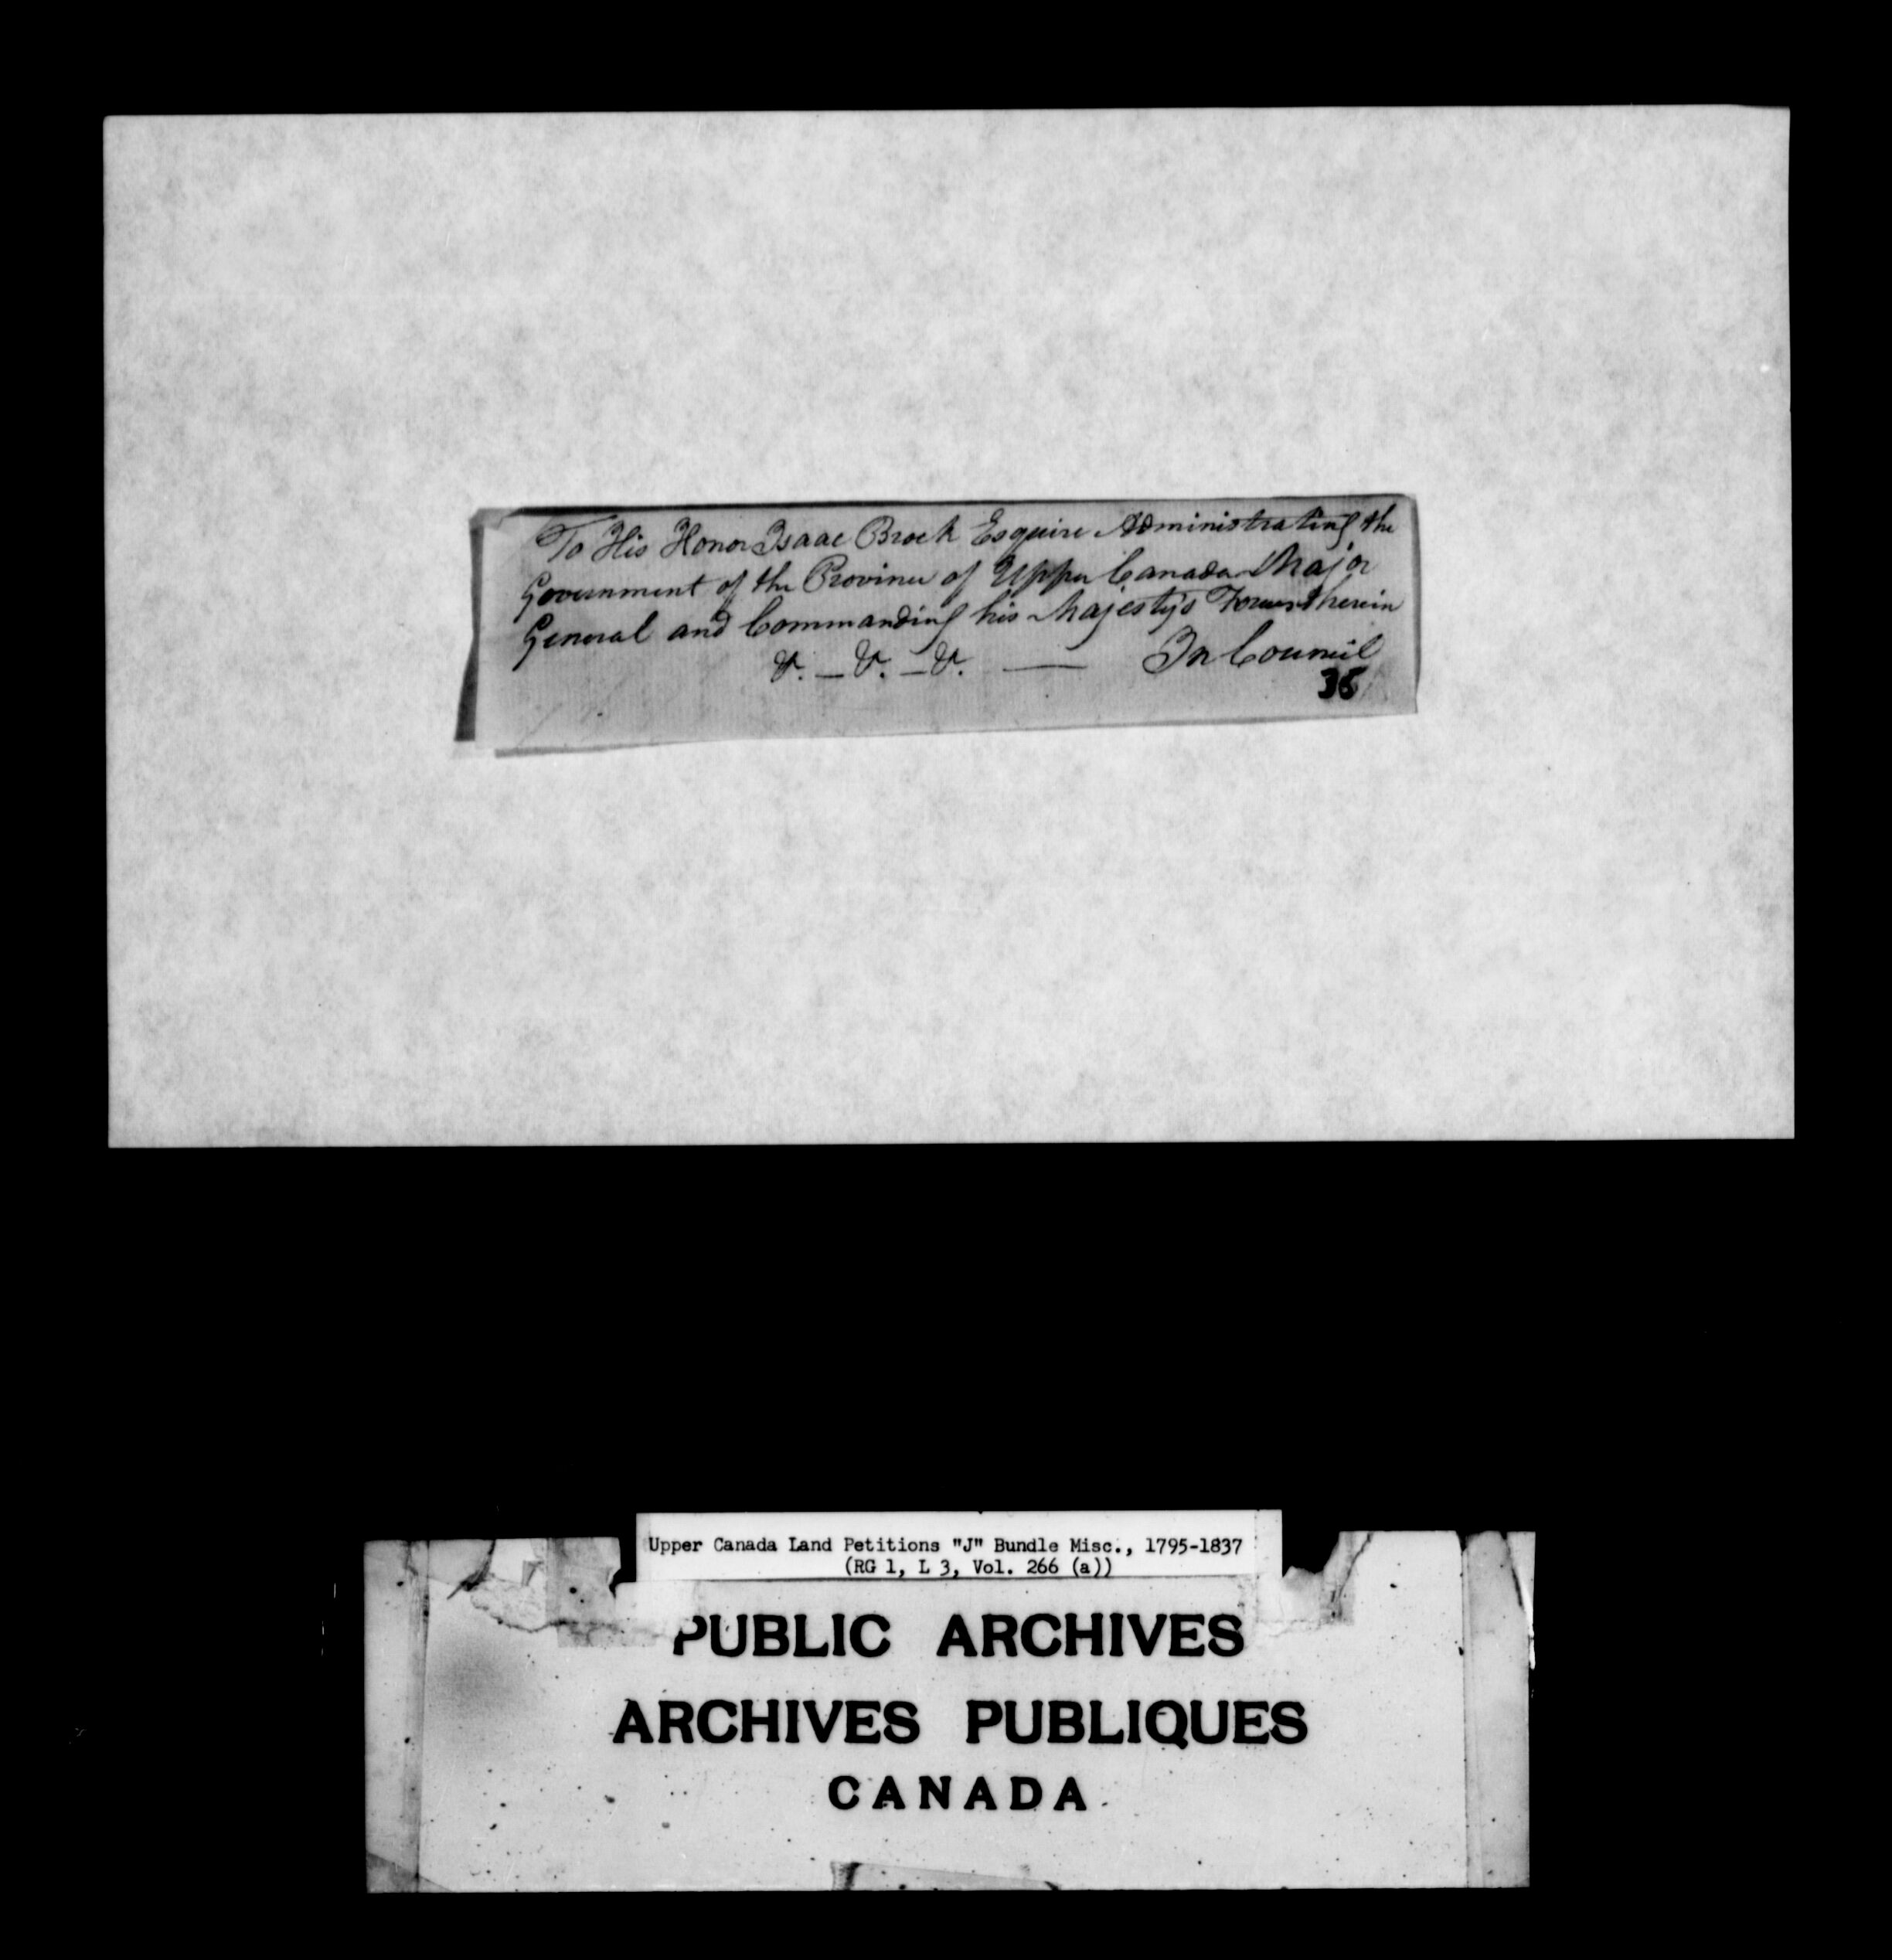 To His Honor Isaac Brock Esquire Administrating the
Government of the Province of Upper Canada Major
General and Commanding his Majesty's Forces therein
&. — &. — &. — In Council
36
Upper Canada Land Petitions "J" Bundle Misc., 1795-1837
(RG 1, L 3, Vol. 266 (a))
PUBLIC ARCHIVES
ARCHIVES PUBLIQUES
CANADA